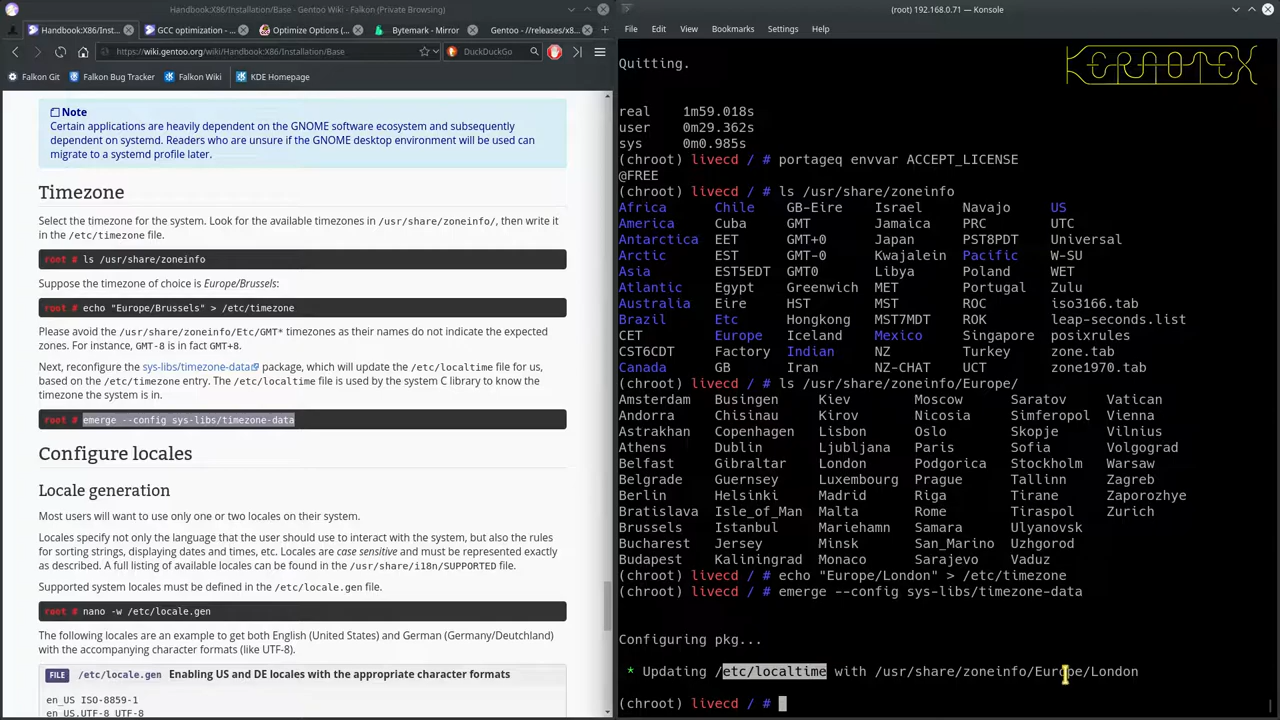 Handbook:X86/Installation/Base - Gentoo Wiki - Falkon (Private Browsing)
Handbook:X86/Inst...
GCC optimization - ...
Optimize Options (...
Bytemark - Mirror
Gentoo - //releases/x8...
https://wiki.gentoo.org/wiki/Handbook:X86/Installation/Base
DuckDuckGo
Falkon Git
Falkon Bug Tracker
Falkon Wiki
KDE Homepage
Note
Certain applications are heavily dependent on the GNOME software ecosystem and subsequently
dependent on systemd. Readers who are unsure if the GNOME desktop environment will be used can
migrate to a systemd profile later.
Timezone
Select the timezone for the system. Look for the available timezones in /usr/share/zoneinfo/, then write it
in the /etc/timezone file.
root # ls /usr/share/zoneinfo
Suppose the timezone of choice is Europe/Brussels:
root # echo "Europe/Brussels" > /etc/timezone
Please avoid the /usr/share/zoneinfo/Etc/GMT* timezones as their names do not indicate the expected
zones. For instance, GMT-8 is in fact GMT+8.
Next, reconfigure the sys-libs/timezone-data package, which will update the /etc/localtime file for us,
based on the /etc/timezone entry. The /etc/localtime file is used by the system C library to know the
timezone the system is in.
root # emerge --config sys-libs/timezone-data
Configure locales
Locale generation
Most users will want to use only one or two locales on their system.
Locales specify not only the language that the user should use to interact with the system, but also the rules
for sorting strings, displaying dates and times, etc. Locales are case sensitive and must be represented exactly
as described. A full listing of available locales can be found in the /usr/share/i18n/SUPPORTED file.
Supported system locales must be defined in the /etc/locale.gen file.
root # nano -w /etc/locale.gen
The following locales are an example to get both English (United States) and German (Germany/Deutchland)
with the accompanying character formats (like UTF-8).
FILE /etc/locale.gen Enabling US and DE locales with the appropriate character formats
en_US ISO-8859-1
en_US.UTF-8 UTF-8
(root) 192.168.0.71 — Konsole
File Edit View Bookmarks Settings Help
KERNOTEX
Quitting.
real 1m59.018s
user 0m29.362s
sys 0m0.985s
(chroot) livecd / # portageq envvar ACCEPT_LICENSE
@FREE
(chroot) livecd / # ls /usr/share/zoneinfo
Africa Chile GB-Eire Israel Navajo US
America Cuba GMT Jamaica PRC UTC
Antarctica EET GMT+0 Japan PST8PDT Universal
Arctic EST GMT-0 Kwajalein Pacific W-SU
Asia EST5EDT GMT0 Libya Poland WET
Atlantic Egypt Greenwich MET Portugal Zulu
Australia Eire HST MST ROC iso3166.tab
Brazil Etc Hongkong MST7MDT ROK leap-seconds.list
CET Europe Iceland Mexico Singapore posixrules
CST6CDT Factory Indian NZ Turkey zone.tab
Canada GB Iran NZ-CHAT UCT zone1970.tab
(chroot) livecd / # ls /usr/share/zoneinfo/Europe/
Amsterdam Busingen Kiev Moscow Saratov Vatican
Andorra Chisinau Kirov Nicosia Simferopol Vienna
Astrakhan Copenhagen Lisbon Oslo Skopje Vilnius
Athens Dublin Ljubljana Paris Sofia Volgograd
Belfast Gibraltar London Podgorica Stockholm Warsaw
Belgrade Guernsey Luxembourg Prague Tallinn Zagreb
Berlin Helsinki Madrid Riga Tirane Zaporozhye
Bratislava Isle_of_Man Malta Rome Tiraspol Zurich
Brussels Istanbul Mariehamn Samara Ulyanovsk
Bucharest Jersey Minsk San_Marino Uzhgorod
Budapest Kaliningrad Monaco Sarajevo Vaduz
(chroot) livecd / # echo "Europe/London" > /etc/timezone
(chroot) livecd / # emerge --config sys-libs/timezone-data
Configuring pkg...
* Updating /etc/localtime with /usr/share/zoneinfo/Europe/London
(chroot) livecd / #